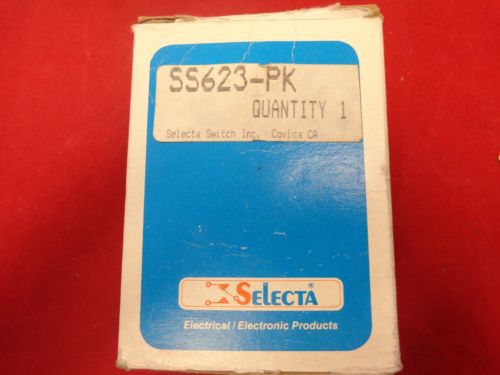 SS623-PK
QUANTITY 1
Selecta Switch Inc. Covina CA
SELECTA®
Electrical / Electronic Products